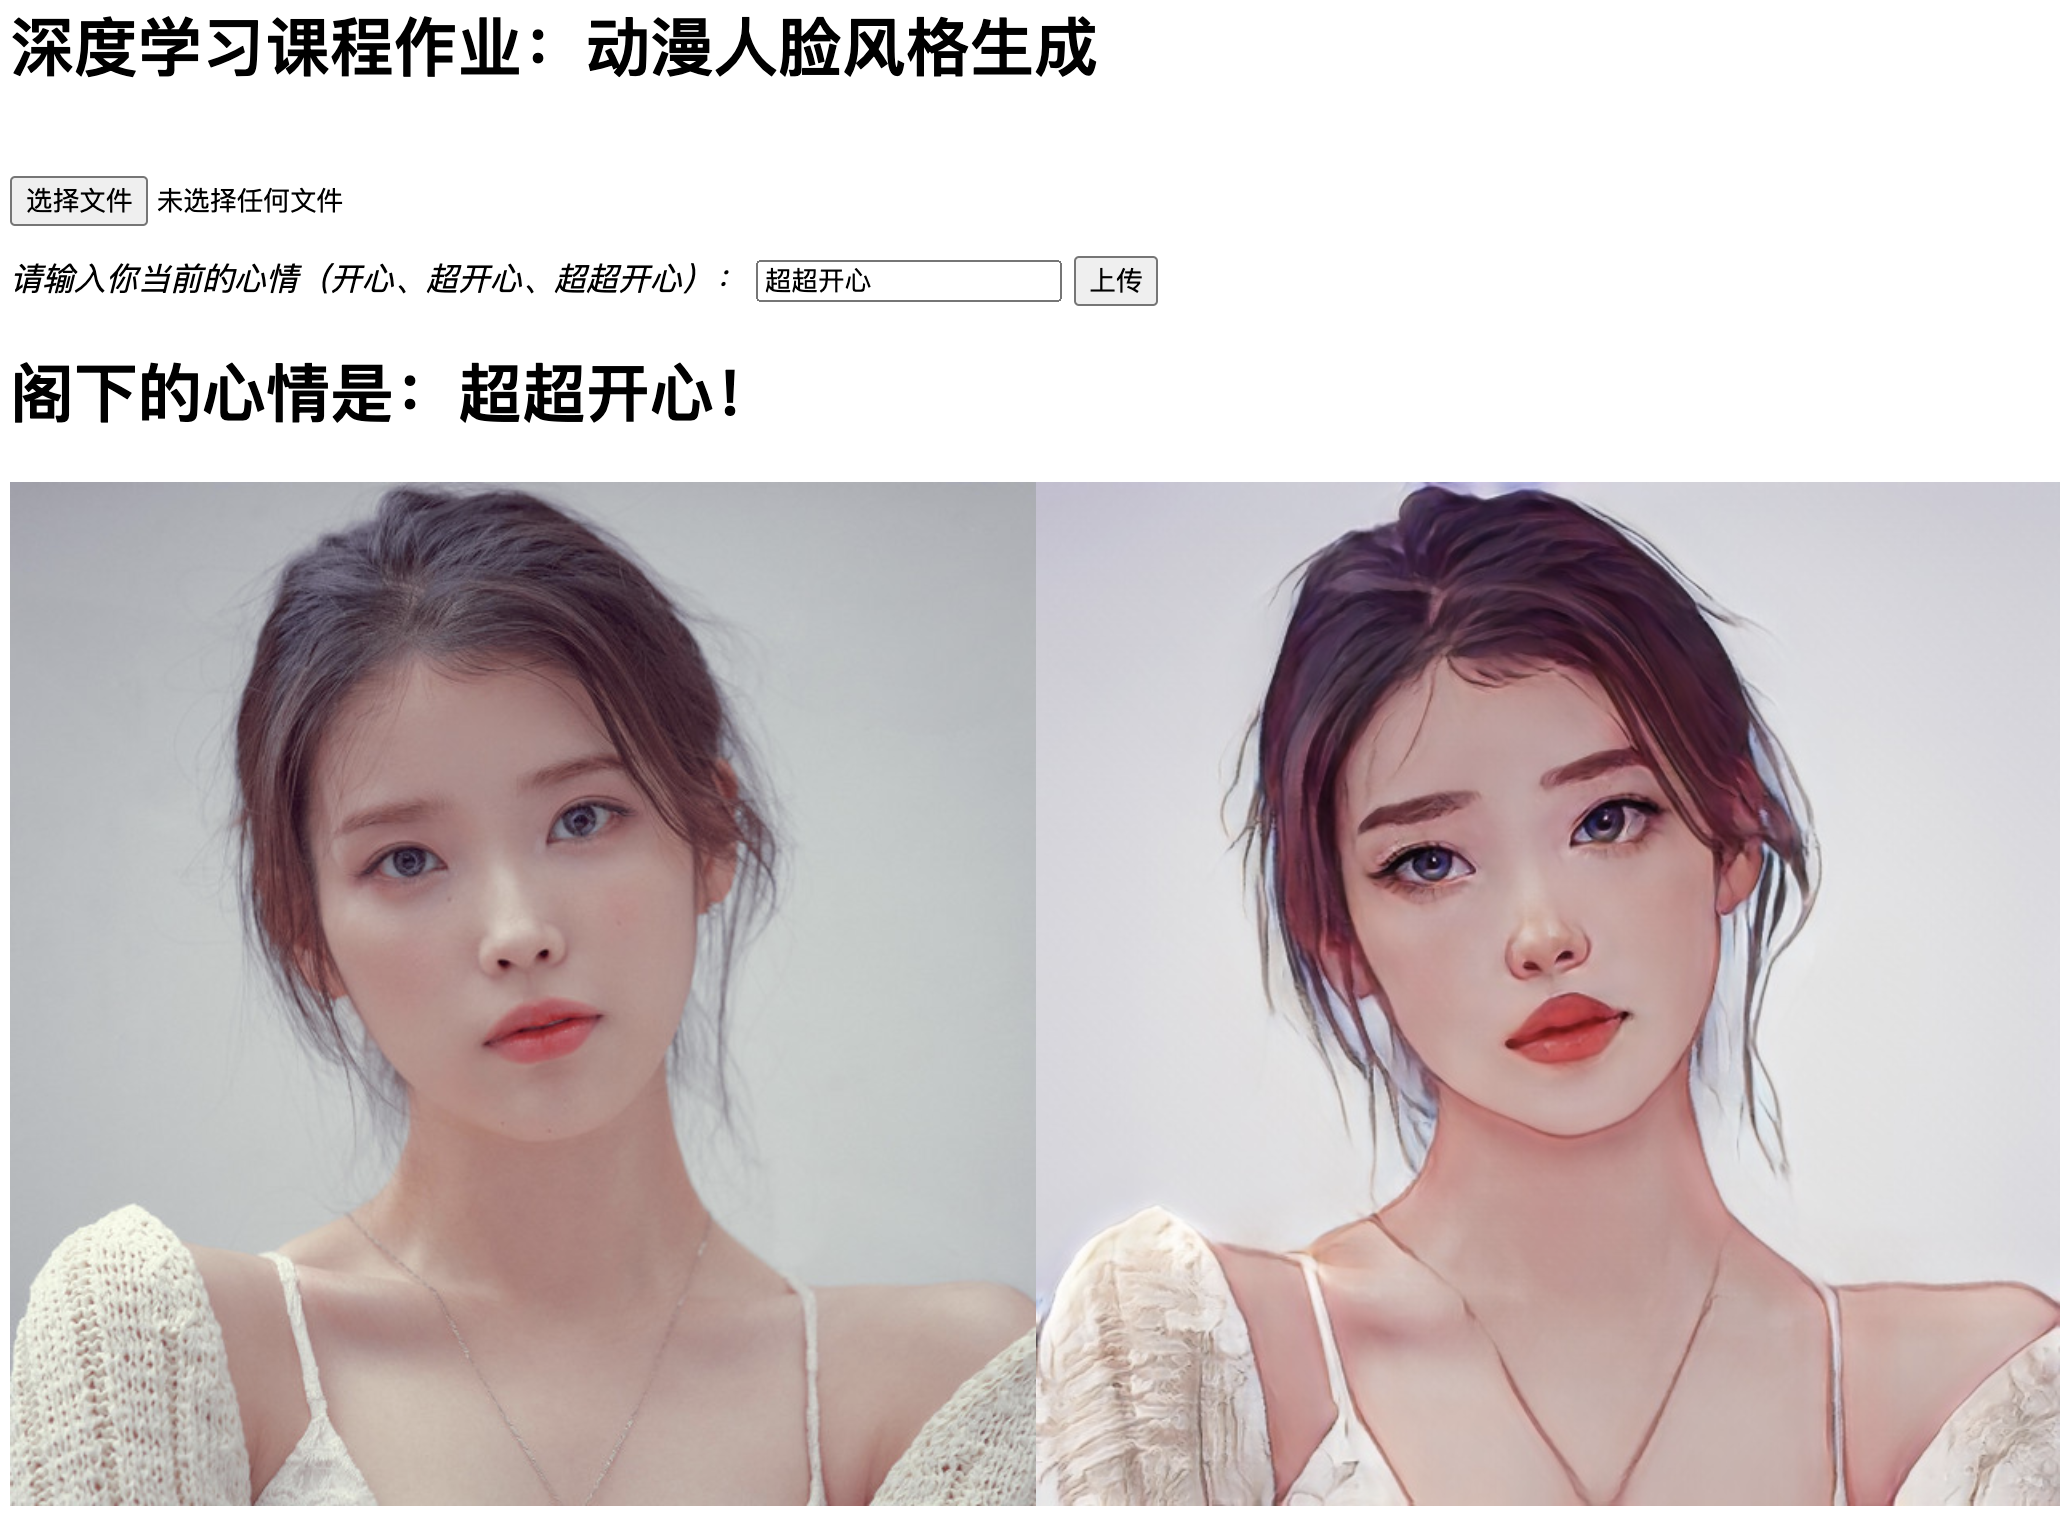 深度学习课程作业：动漫人脸风格生成
选择文件 未选择任何文件
请输入你当前的心情（开心、超开心、超超开心）： 超超开心 上传
阁下的心情是：超超开心！